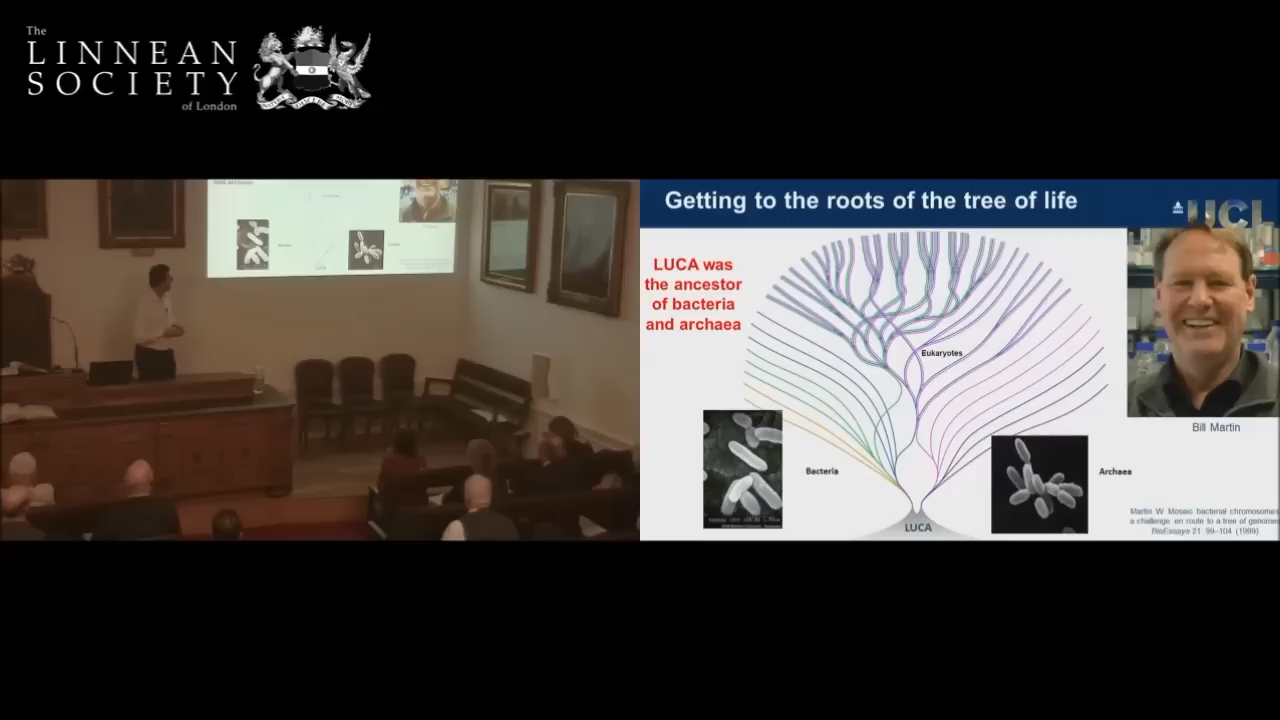 The
LINNEAN
SOCIETY
of London
Getting to the roots of the tree of life
UCL
LUCA was
the ancestor
of bacteria
and archaea
Eukaryotes
Bill Martin
Bacteria
Archaea
LUCA
Martin W Mosaic bacterial chromosomes
a challenge en route to a tree of genomes
BioEssays 21 99–104 (1999)